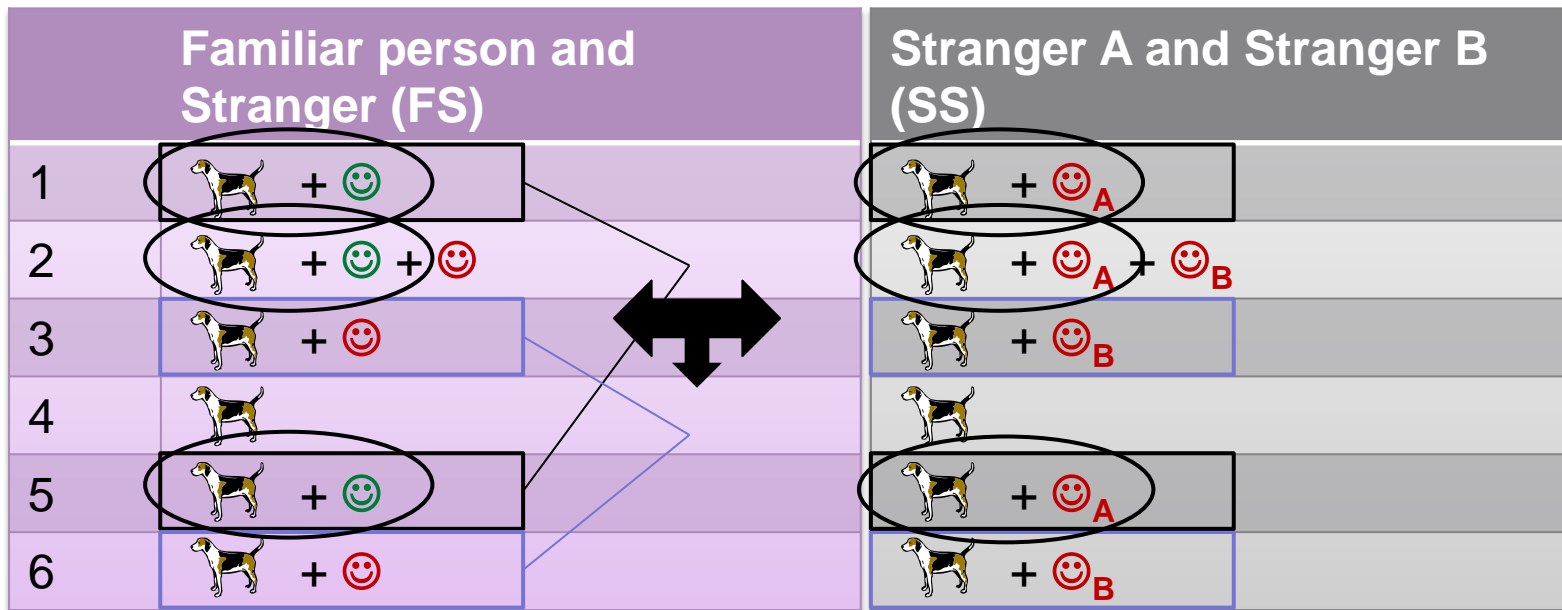 Familiar person and
Stranger (FS)
Stranger A and Stranger B
(SS)
1
+
+
A
2
+ +
+
A
+
B
3
+
+
B
4
5
+
+
A
6
+
+
B